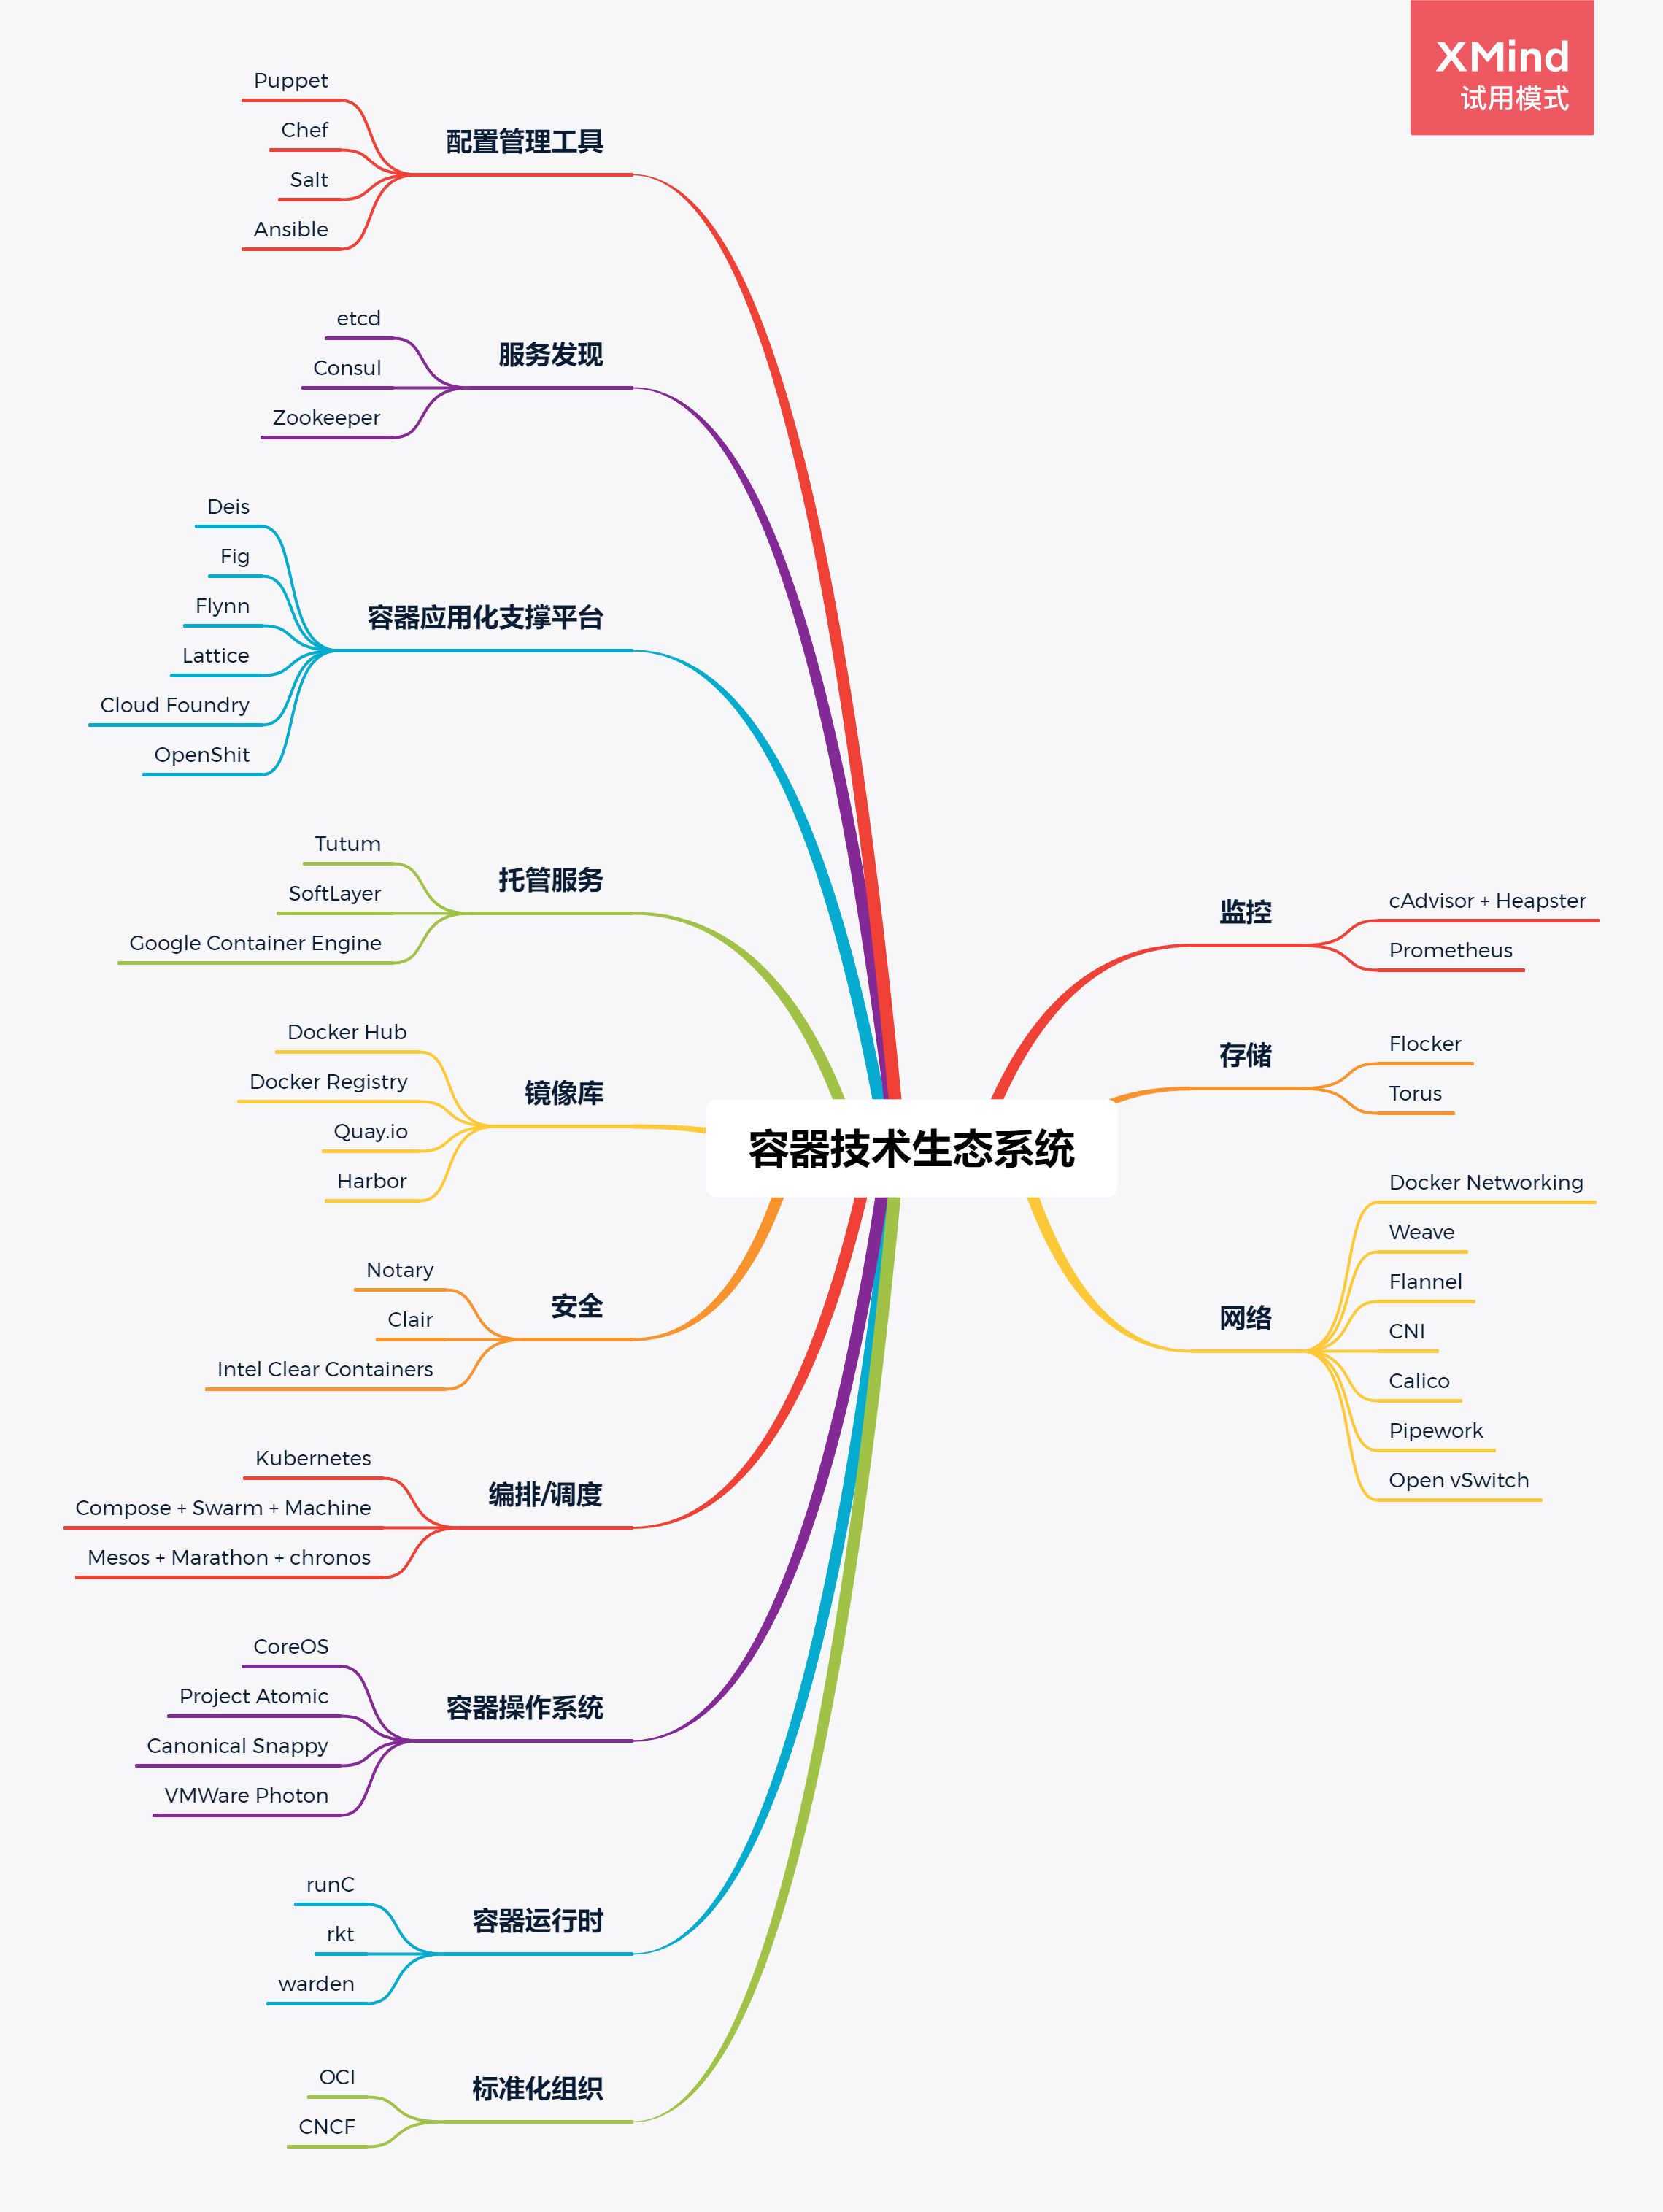 XMind
试用模式
容器技术生态系统
配置管理工具
Puppet
Chef
Salt
Ansible
服务发现
etcd
Consul
Zookeeper
容器应用化支撑平台
Deis
Fig
Flynn
Lattice
Cloud Foundry
OpenShit
托管服务
Tutum
SoftLayer
Google Container Engine
镜像库
Docker Hub
Docker Registry
Quay.io
Harbor
安全
Notary
Clair
Intel Clear Containers
编排/调度
Kubernetes
Compose + Swarm + Machine
Mesos + Marathon + chronos
容器操作系统
CoreOS
Project Atomic
Canonical Snappy
VMWare Photon
容器运行时
runC
rkt
warden
标准化组织
OCI
CNCF
监控
cAdvisor + Heapster
Prometheus
存储
Flocker
Torus
网络
Docker Networking
Weave
Flannel
CNI
Calico
Pipework
Open vSwitch